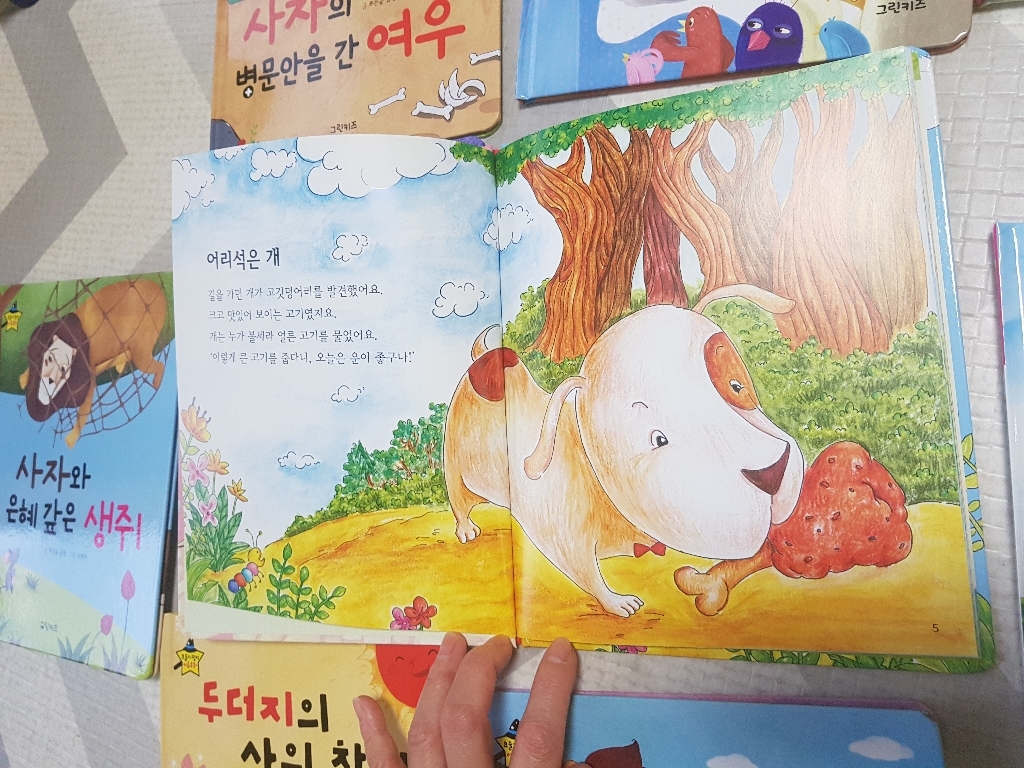 사자의
병문안을 간 여우
그린키즈
그린키즈
어리석은 개
길을 가던 개가 고깃덩어리를 발견했어요.
크고 맛있어 보이는 고기였지요.
개는 누가 볼세라 얼른 고기를 물었어요.
'이렇게 큰 고기를 줍다니, 오늘은 운이 좋구나!'
5
사자와
은혜 갚은 생쥐
그린키즈
두더지의
사윗